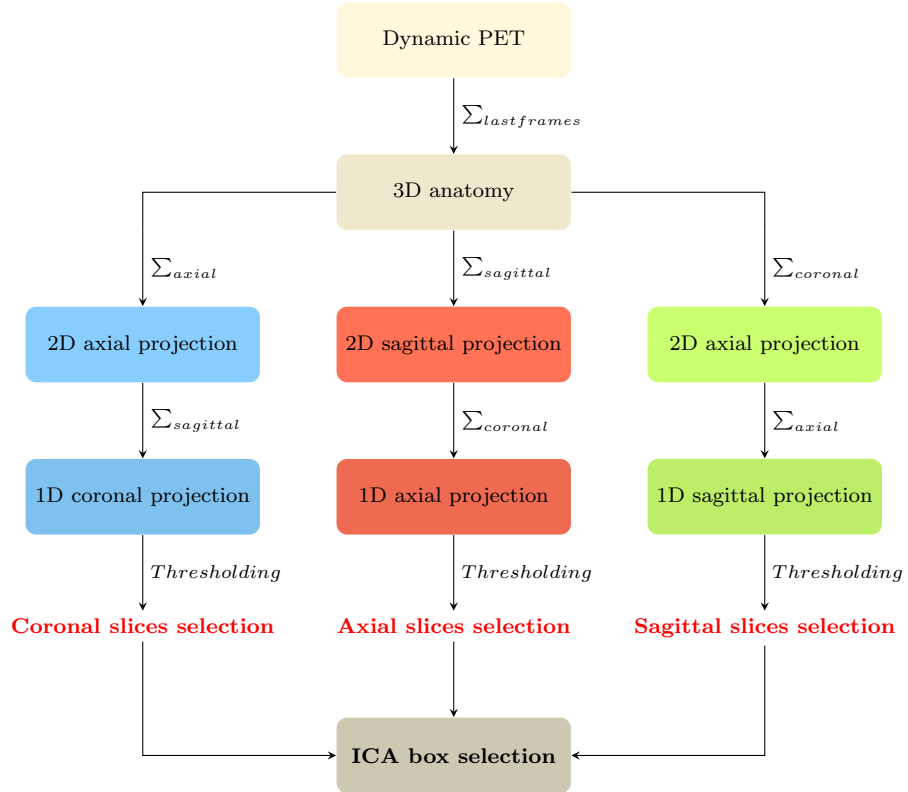 Dynamic PET
∑lastframes
3D anatomy
∑axial
∑sagittal
∑coronal
2D axial projection
2D sagittal projection
2D axial projection
∑sagittal
∑coronal
∑axial
1D coronal projection
1D axial projection
1D sagittal projection
Thresholding
Thresholding
Thresholding
Coronal slices selection
Axial slices selection
Sagittal slices selection
ICA box selection